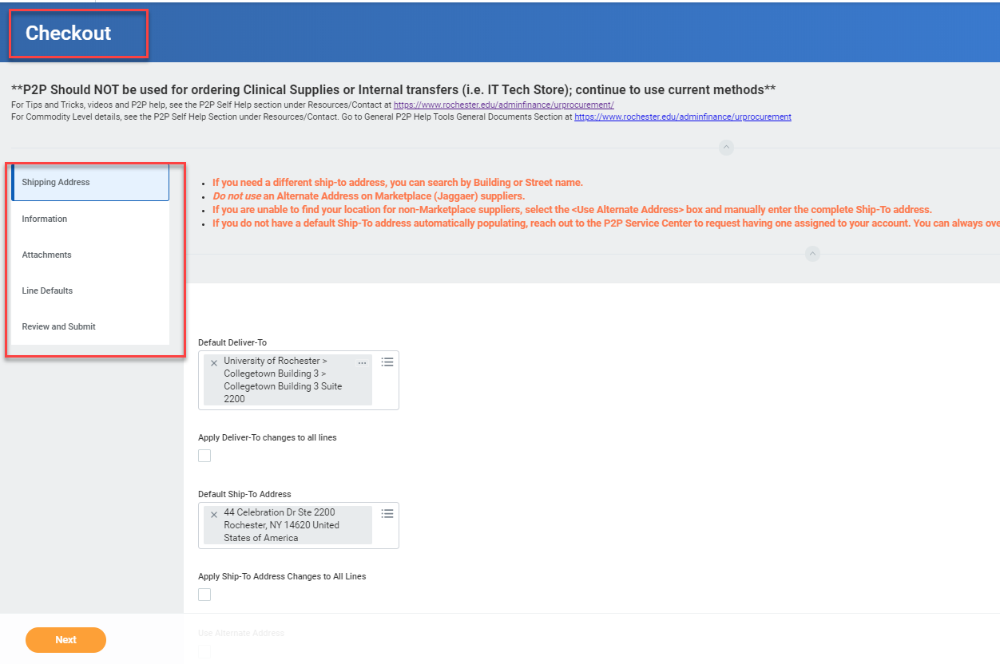 Checkout
**P2P Should NOT be used for ordering Clinical Supplies or Internal transfers (i.e. IT Tech Store); continue to use current methods**
For Tips and Tricks, videos and P2P help, see the P2P Self Help section under Resources/Contact at https://www.rochester.edu/adminfinance/urprocurement/
For Commodity Level details, see the P2P Self Help Section under Resources/Contact. Go to General P2P Help Tools General Documents Section at https://www.rochester.edu/adminfinance/urprocurement
Shipping Address
Information
Attachments
Line Defaults
Review and Submit
• If you need a different ship-to address, you can search by Building or Street name.
• Do not use an Alternate Address on Marketplace (Jaggaer) suppliers.
• If you are unable to find your location for non-Marketplace suppliers, select the <Use Alternate Address> box and manually enter the complete Ship-To address.
• If you do not have a default Ship-To address automatically populating, reach out to the P2P Service Center to request having one assigned to your account. You can always ove
Default Deliver-To
University of Rochester >
Collegetown Building 3 >
Collegetown Building 3 Suite
2200
Apply Deliver-To changes to all lines
Default Ship-To Address
44 Celebration Dr Ste 2200
Rochester, NY 14620 United
States of America
Apply Ship-To Address Changes to All Lines
Use Alternate Address
Next